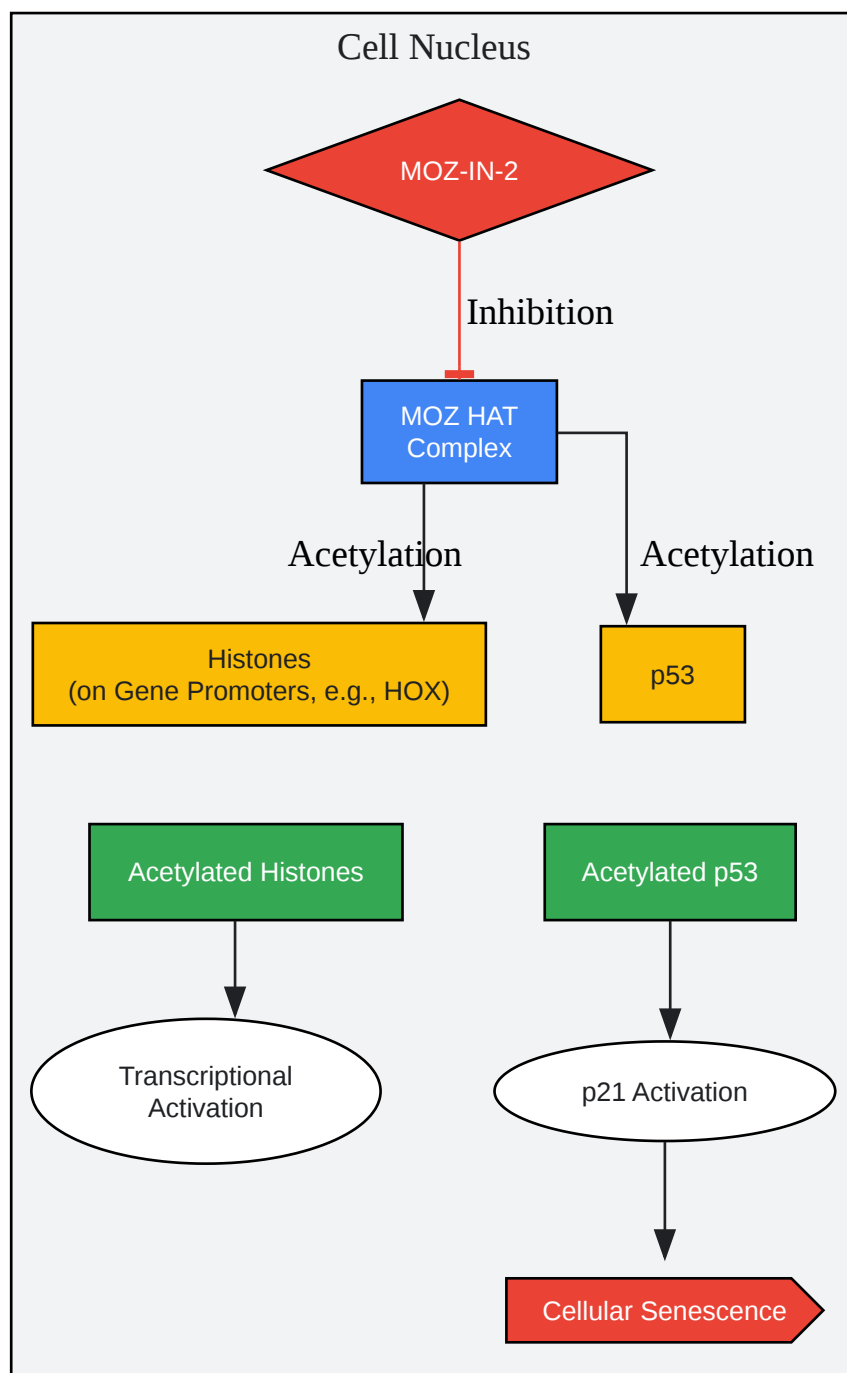 Cell Nucleus
MOZ-IN-2
Inhibition
MOZ HAT
Complex
Acetylation
Acetylation
Histones
(on Gene Promoters, e.g., HOX)
p53
Acetylated Histones
Acetylated p53
Transcriptional
Activation
p21 Activation
Cellular Senescence